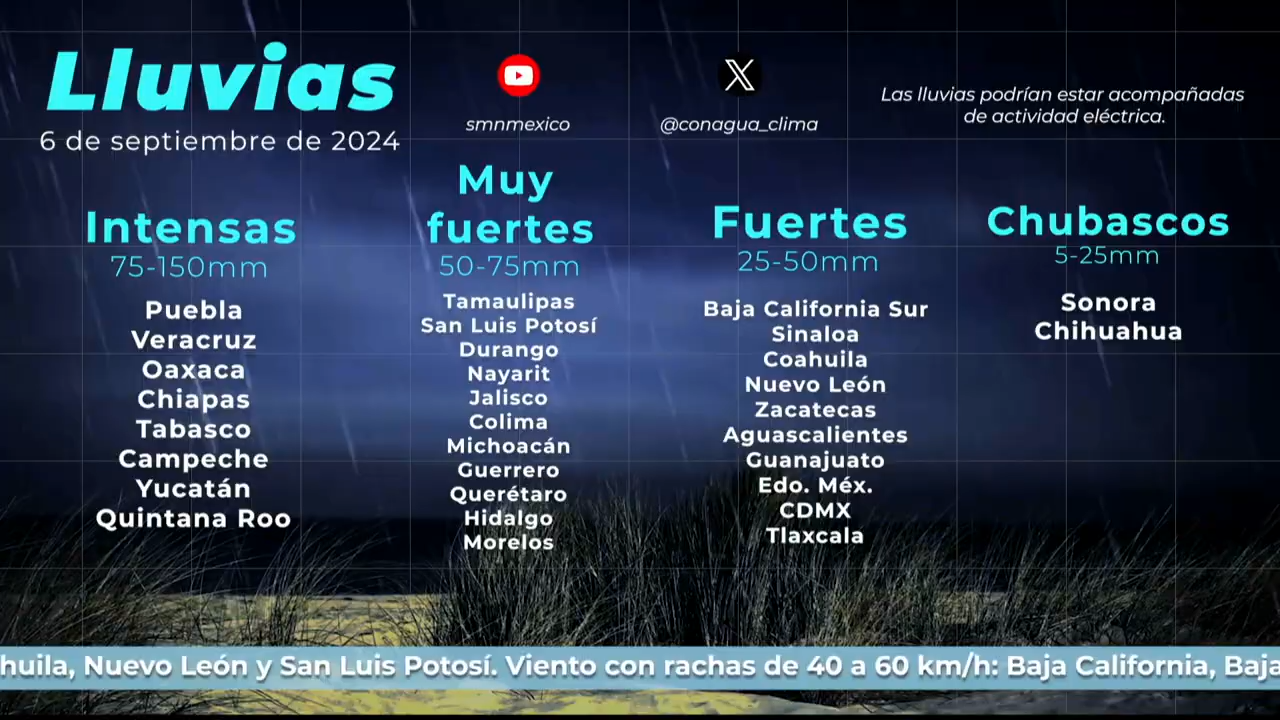 Lluvias
6 de septiembre de 2024
smnmexico
@conagua_clima
Las lluvias podrían estar acompañadas
de actividad eléctrica.
Intensas
75-150mm
Puebla
Veracruz
Oaxaca
Chiapas
Tabasco
Campeche
Yucatán
Quintana Roo
Muy
fuertes
50-75mm
Tamaulipas
San Luis Potosí
Durango
Nayarit
Jalisco
Colima
Michoacán
Guerrero
Querétaro
Hidalgo
Morelos
Fuertes
25-50mm
Baja California Sur
Sinaloa
Coahuila
Nuevo León
Zacatecas
Aguascalientes
Guanajuato
Edo. Méx.
CDMX
Tlaxcala
Chubascos
5-25mm
Sonora
Chihuahua
huila, Nuevo León y San Luis Potosí. Viento con rachas de 40 a 60 km/h: Baja California, Baja